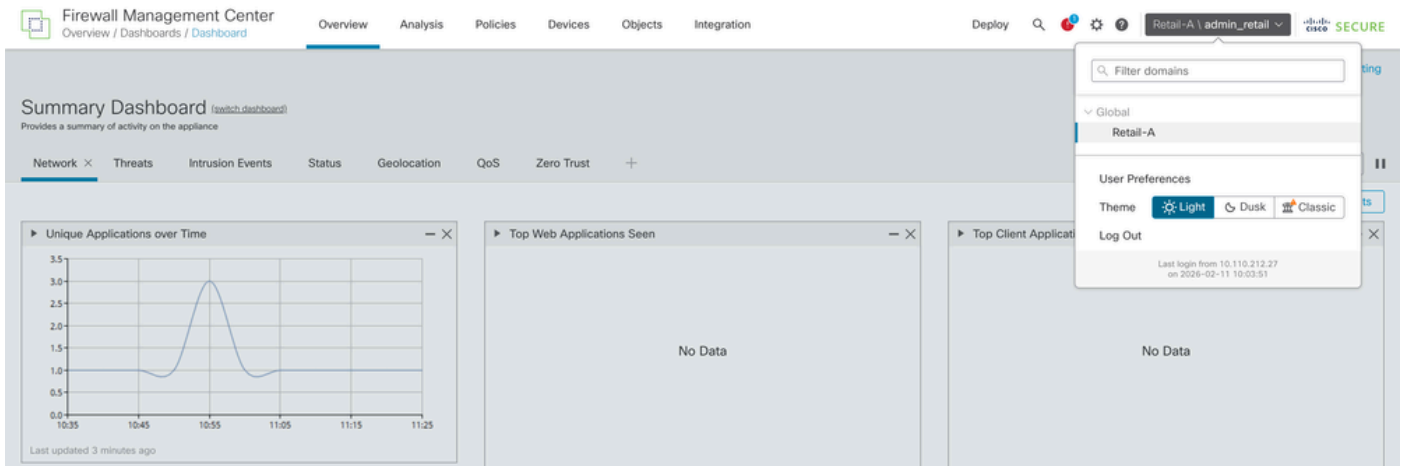 Firewall Management Center
Overview / Dashboards / Dashboard
Overview Analysis Policies Devices Objects Integration
Deploy 1 Retail-A \ admin_retail cisco SECURE
Filter domains
ting
Global
Retail-A
User Preferences
Theme Light Dusk Classic
Log Out
Last login from 10.110.212.27
on 2026-02-11 10:03:51
Summary Dashboard (switch dashboard)
Provides a summary of activity on the appliance
Network Threats Intrusion Events Status Geolocation QoS Zero Trust
ts
Unique Applications over Time
3.5
3.0
2.5
2.0
1.5
1.0
0.5
0.0
10:35 10:45 10:55 11:05 11:15 11:25
Last updated 3 minutes ago
Top Web Applications Seen
No Data
Top Client Applicati
No Data